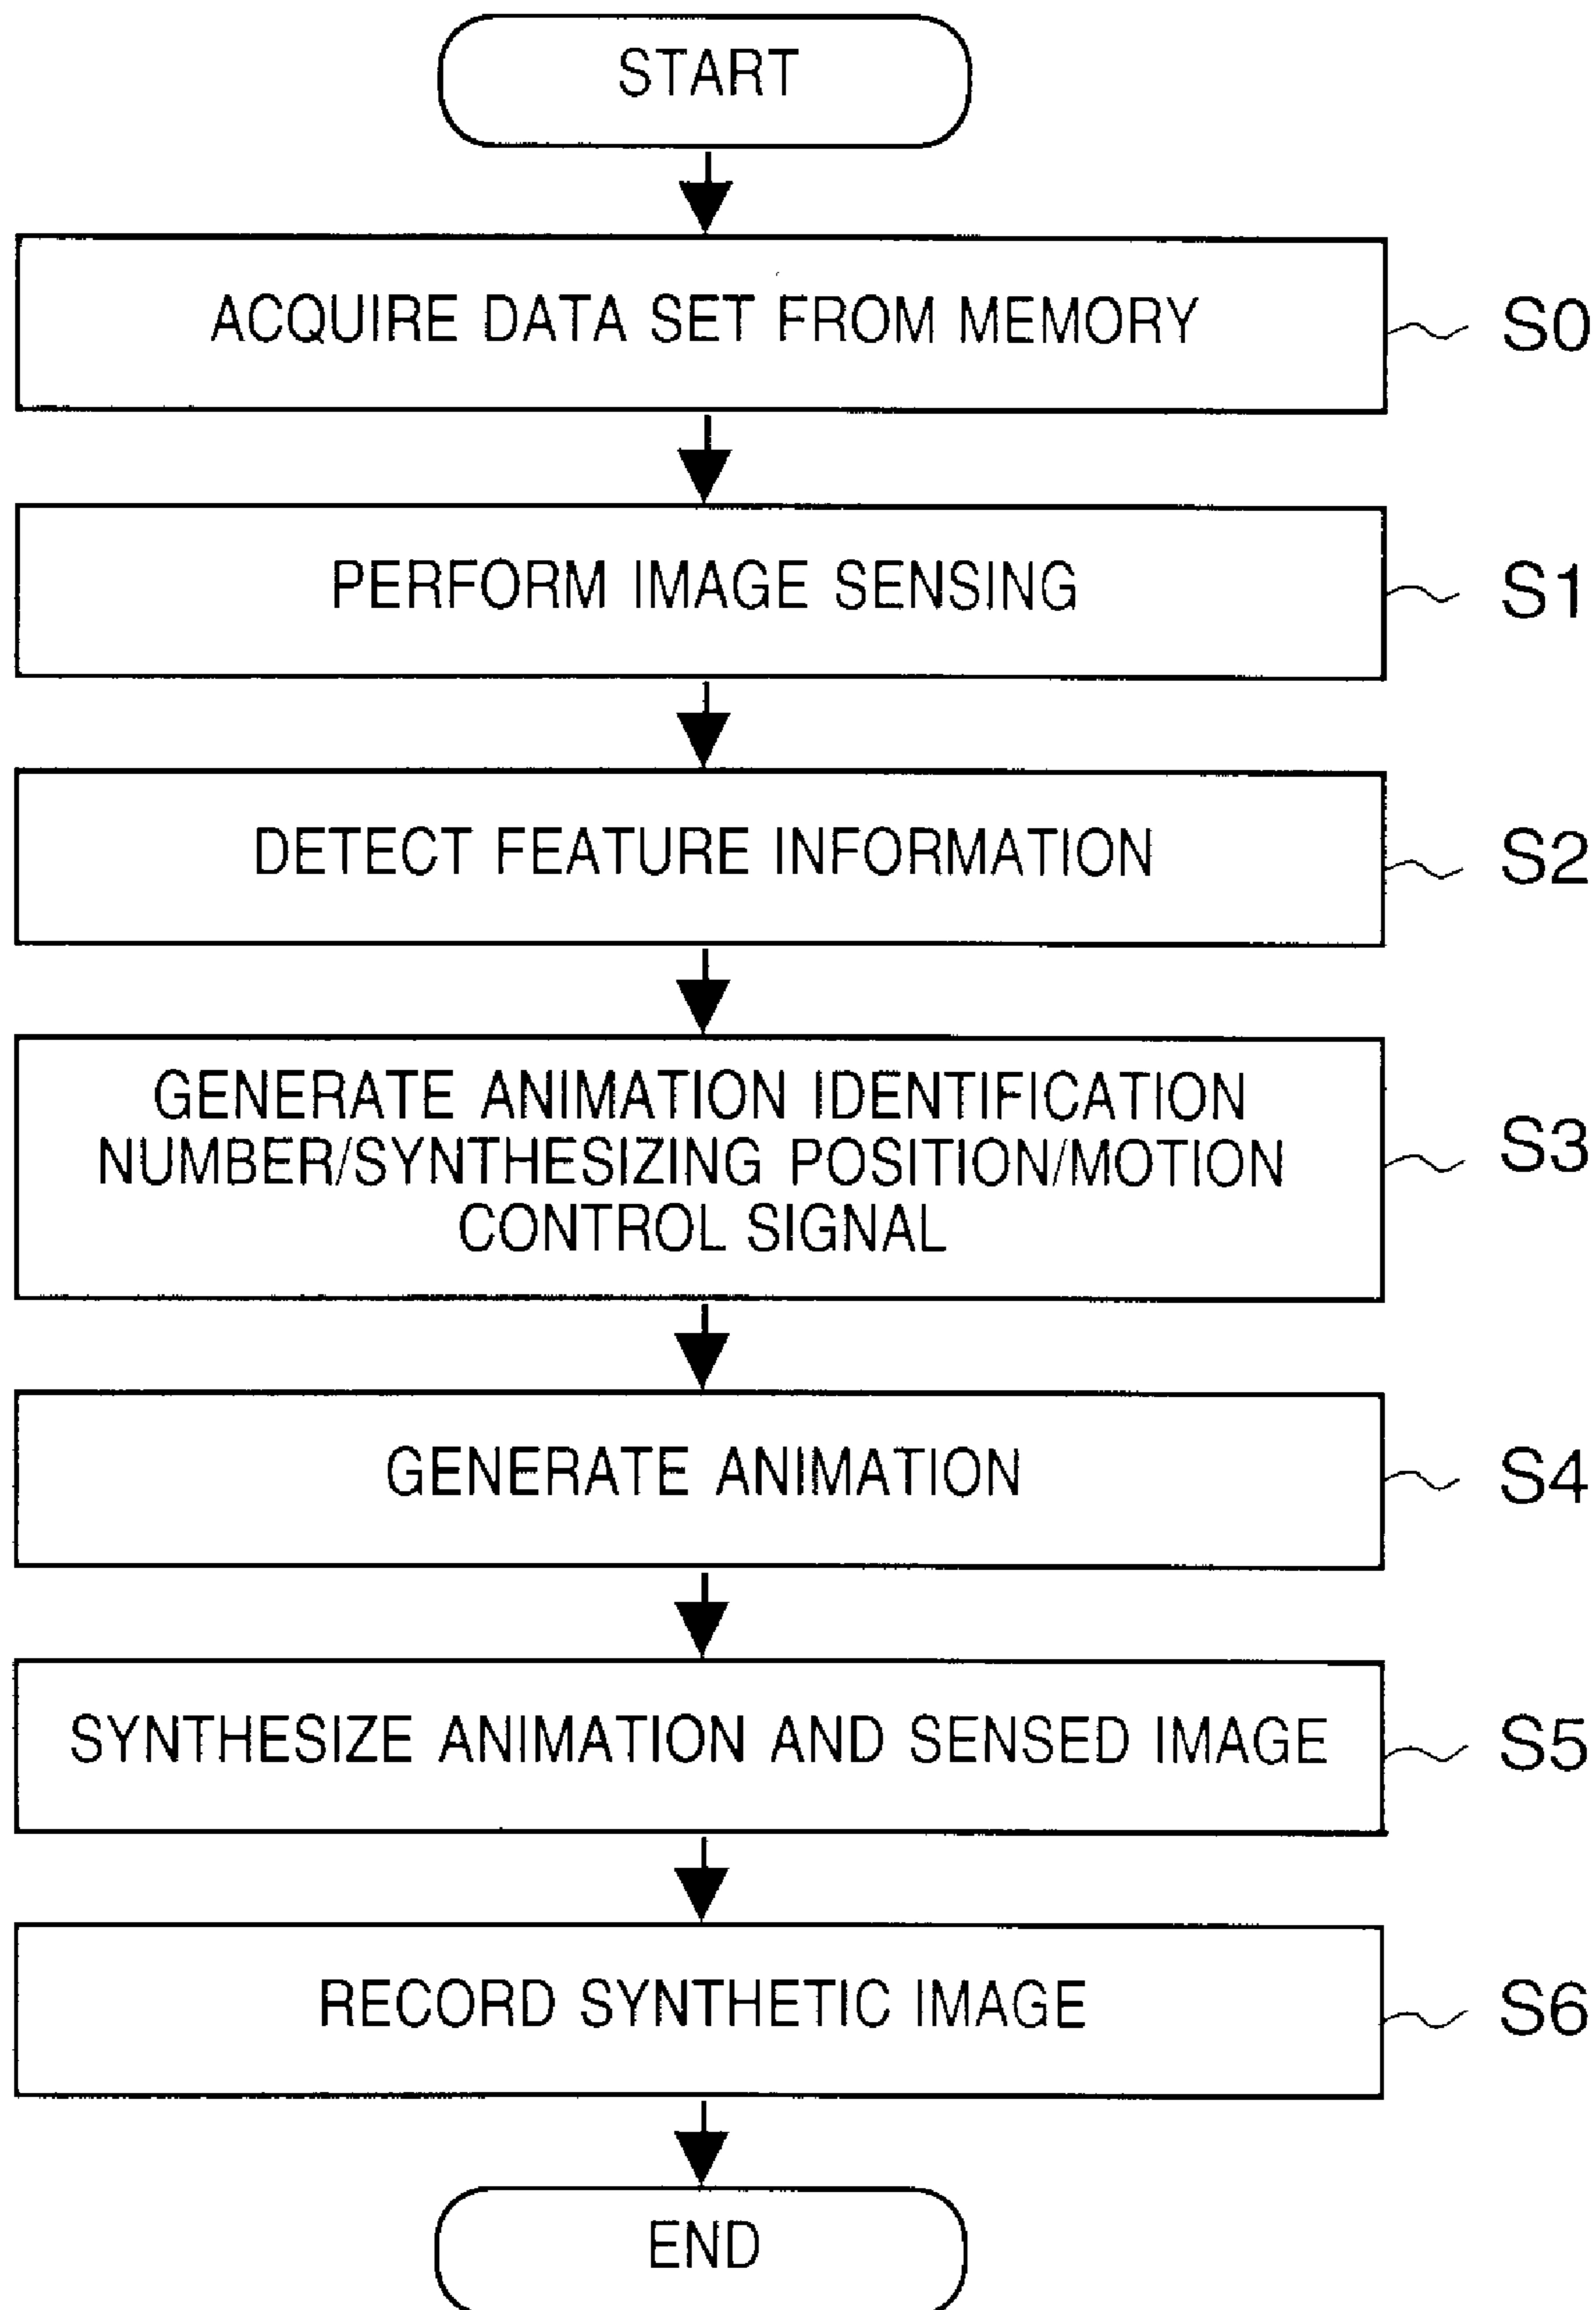 START
ACQUIRE DATA SET FROM MEMORY
S0
PERFORM IMAGE SENSING
S1
DETECT FEATURE INFORMATION
S2
GENERATE ANIMATION IDENTIFICATION
NUMBER/SYNTHESIZING POSITION/MOTION
CONTROL SIGNAL
S3
GENERATE ANIMATION
S4
SYNTHESIZE ANIMATION AND SENSED IMAGE
S5
RECORD SYNTHETIC IMAGE
S6
END